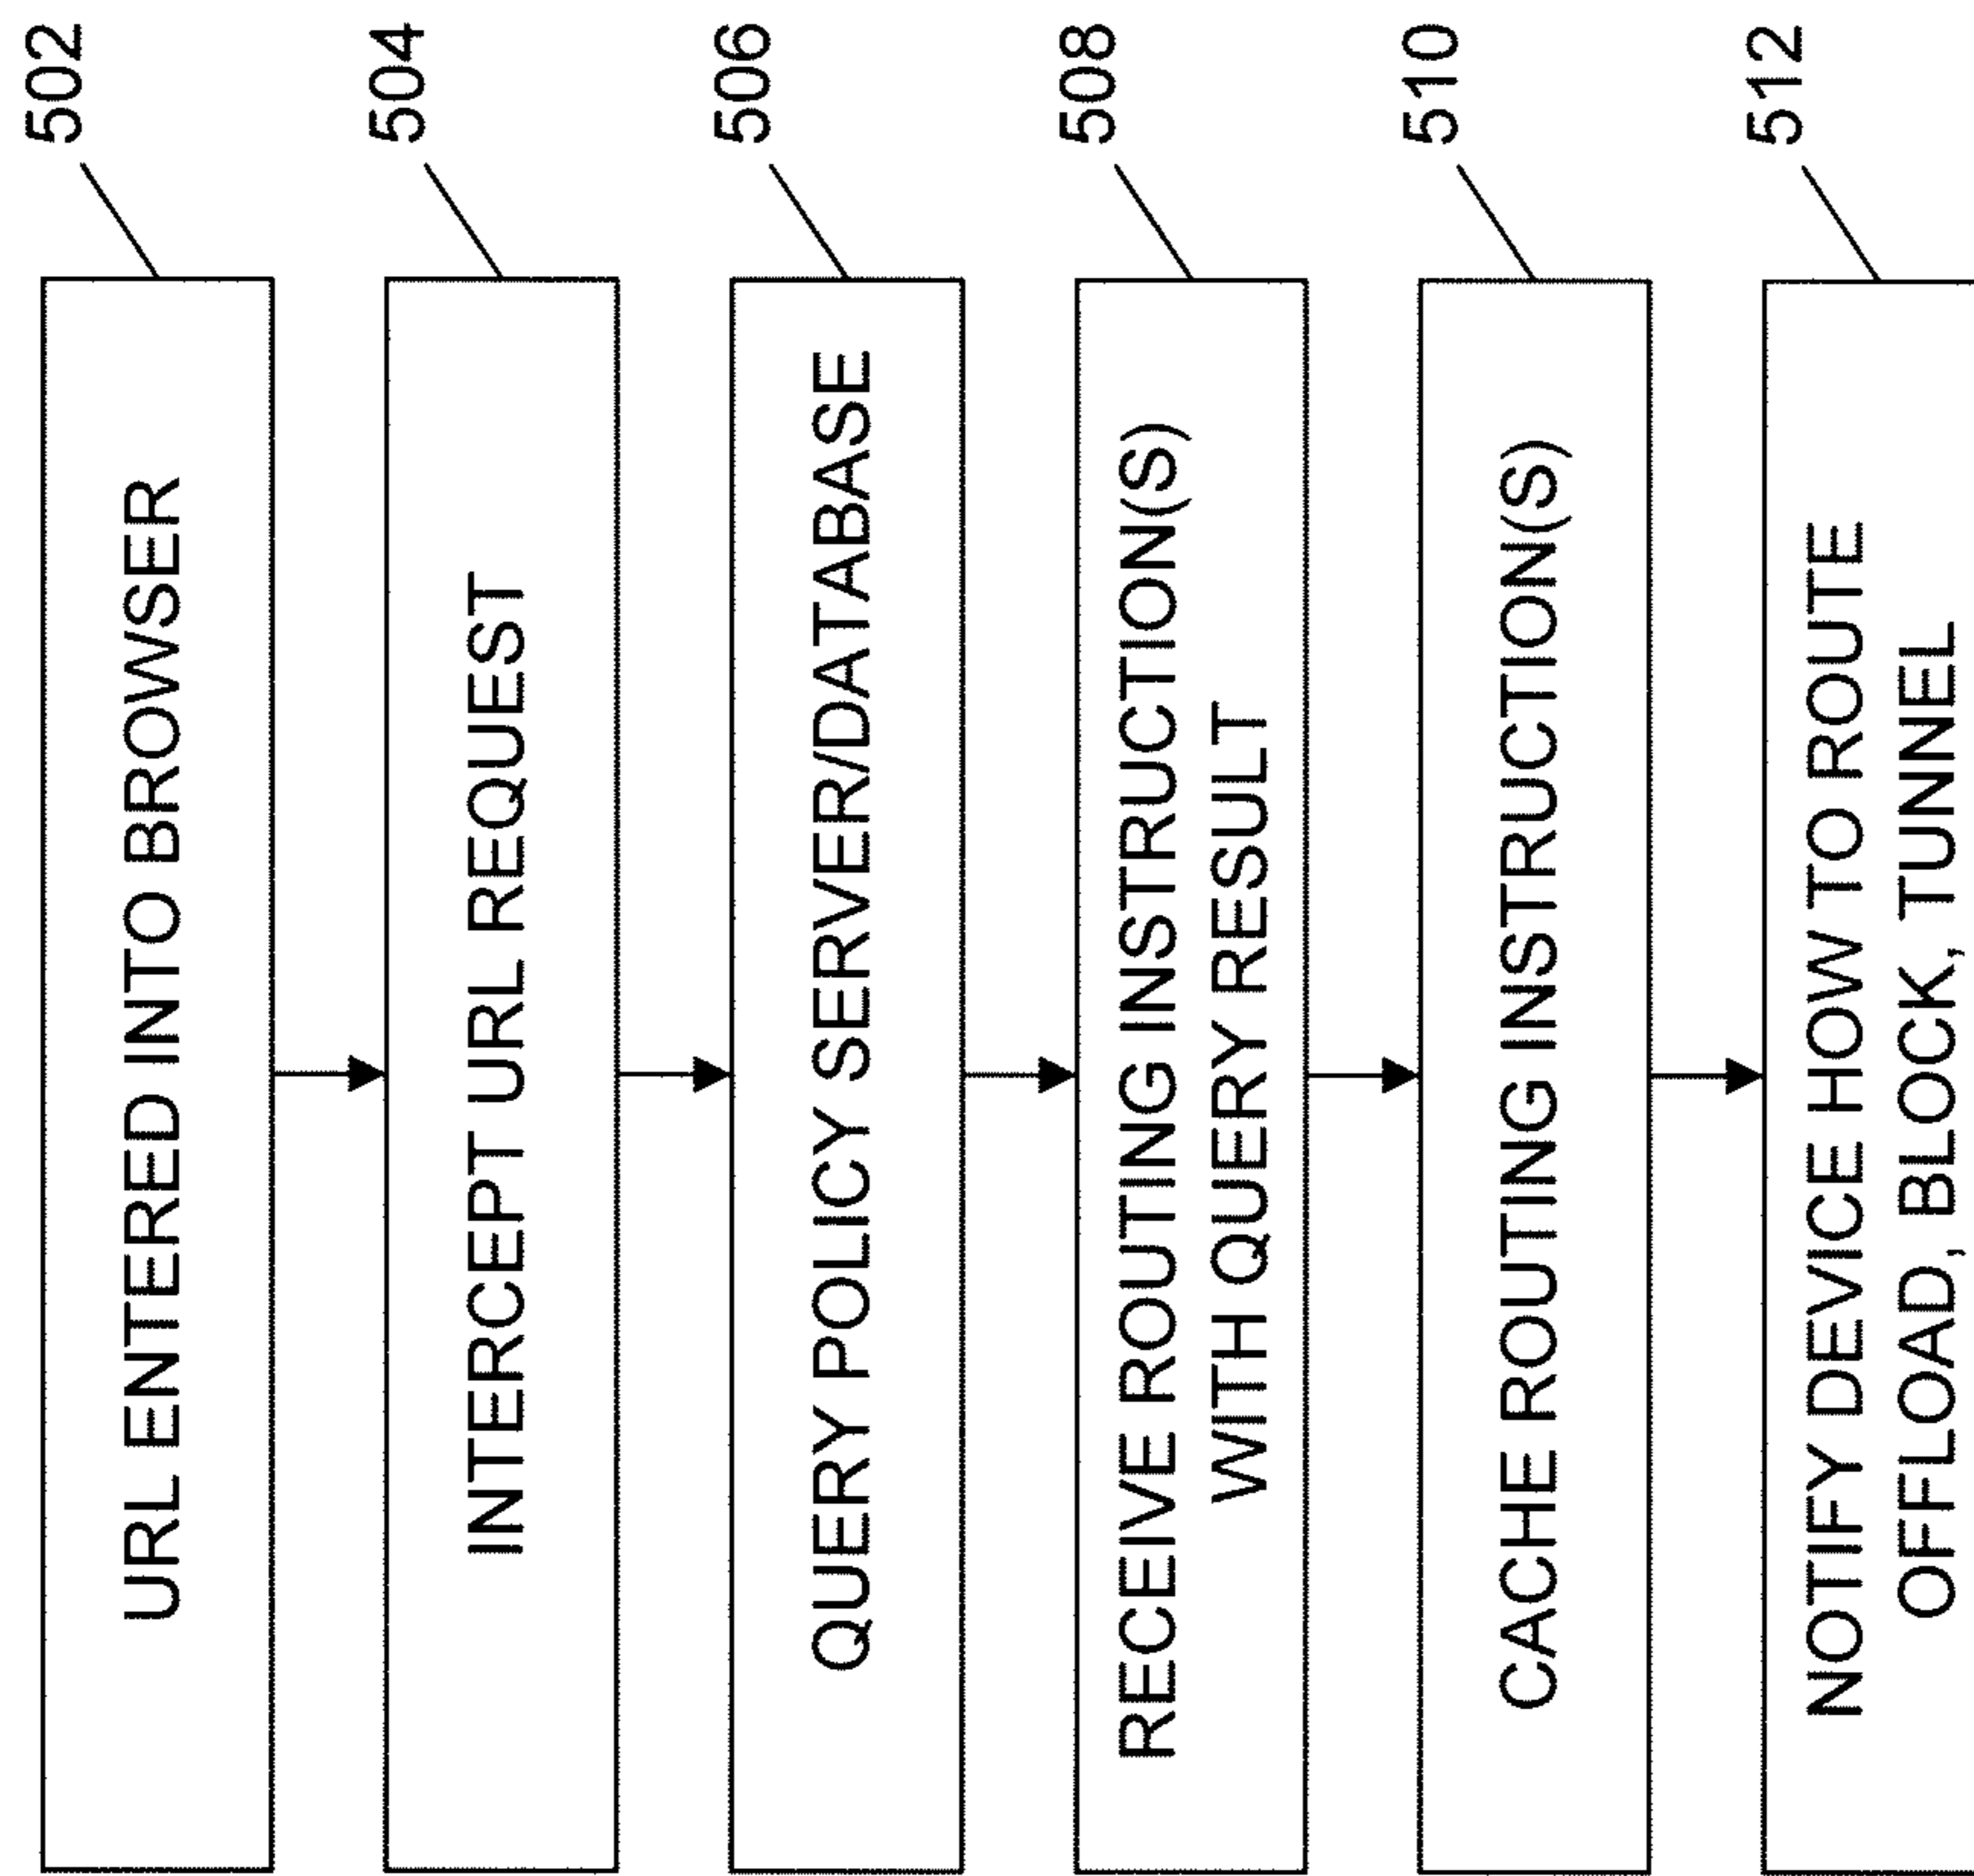 502
URL ENTERED INTO BROWSER
504
INTERCEPT URL REQUEST
506
QUERY POLICY SERVER/DATABASE
508
RECEIVE ROUTING INSTRUCTION(S)
WITH QUERY RESULT
510
CACHE ROUTING INSTRUCTION(S)
512
NOTIFY DEVICE HOW TO ROUTE
OFFLOAD, BLOCK, TUNNEL